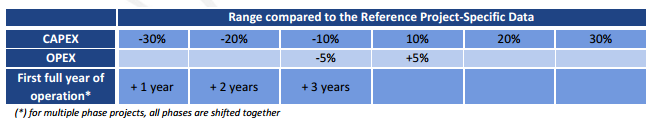 Range compared to the Reference Project-Specific Data
CAPEX -30% -20% -10% 10% 20% 30%
OPEX -5% +5%
First full year of
operation* + 1 year + 2 years + 3 years
(*) for multiple phase projects, all phases are shifted together